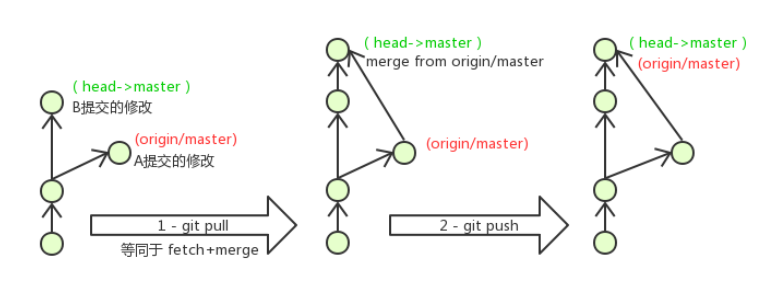 ( head->master )
B提交的修改
(origin/master)
A提交的修改
1 - git pull
等同于 fetch+merge
( head->master )
merge from origin/master
(origin/master)
2 - git push
( head->master )
(origin/master)